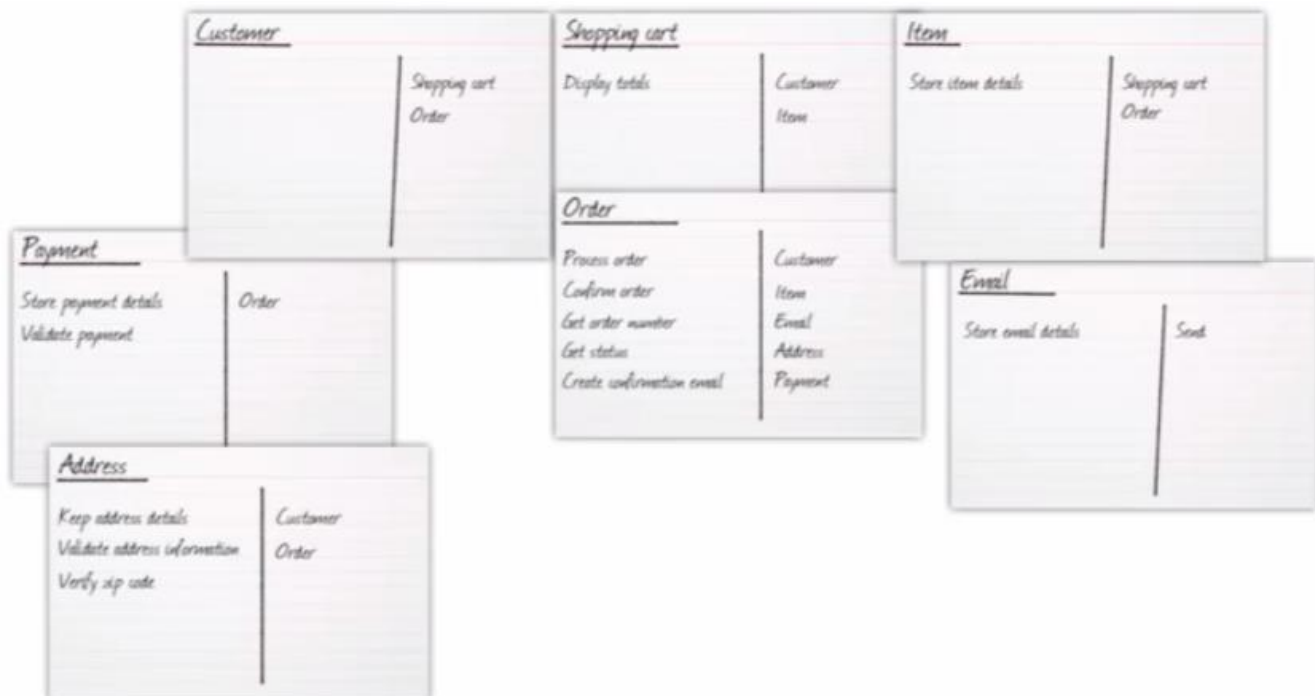 Customer
Shopping cart
Order
Shopping cart
Display totals
Customer
Item
Item
Store item details
Shopping cart
Order
Payment
Store payment details
Validate payment
Order
Order
Process order
Confirm order
Get order number
Get status
Create confirmation email
Customer
Item
Email
Address
Payment
Email
Store email details
Send
Address
Keep address details
Validate address information
Verify zip code
Customer
Order